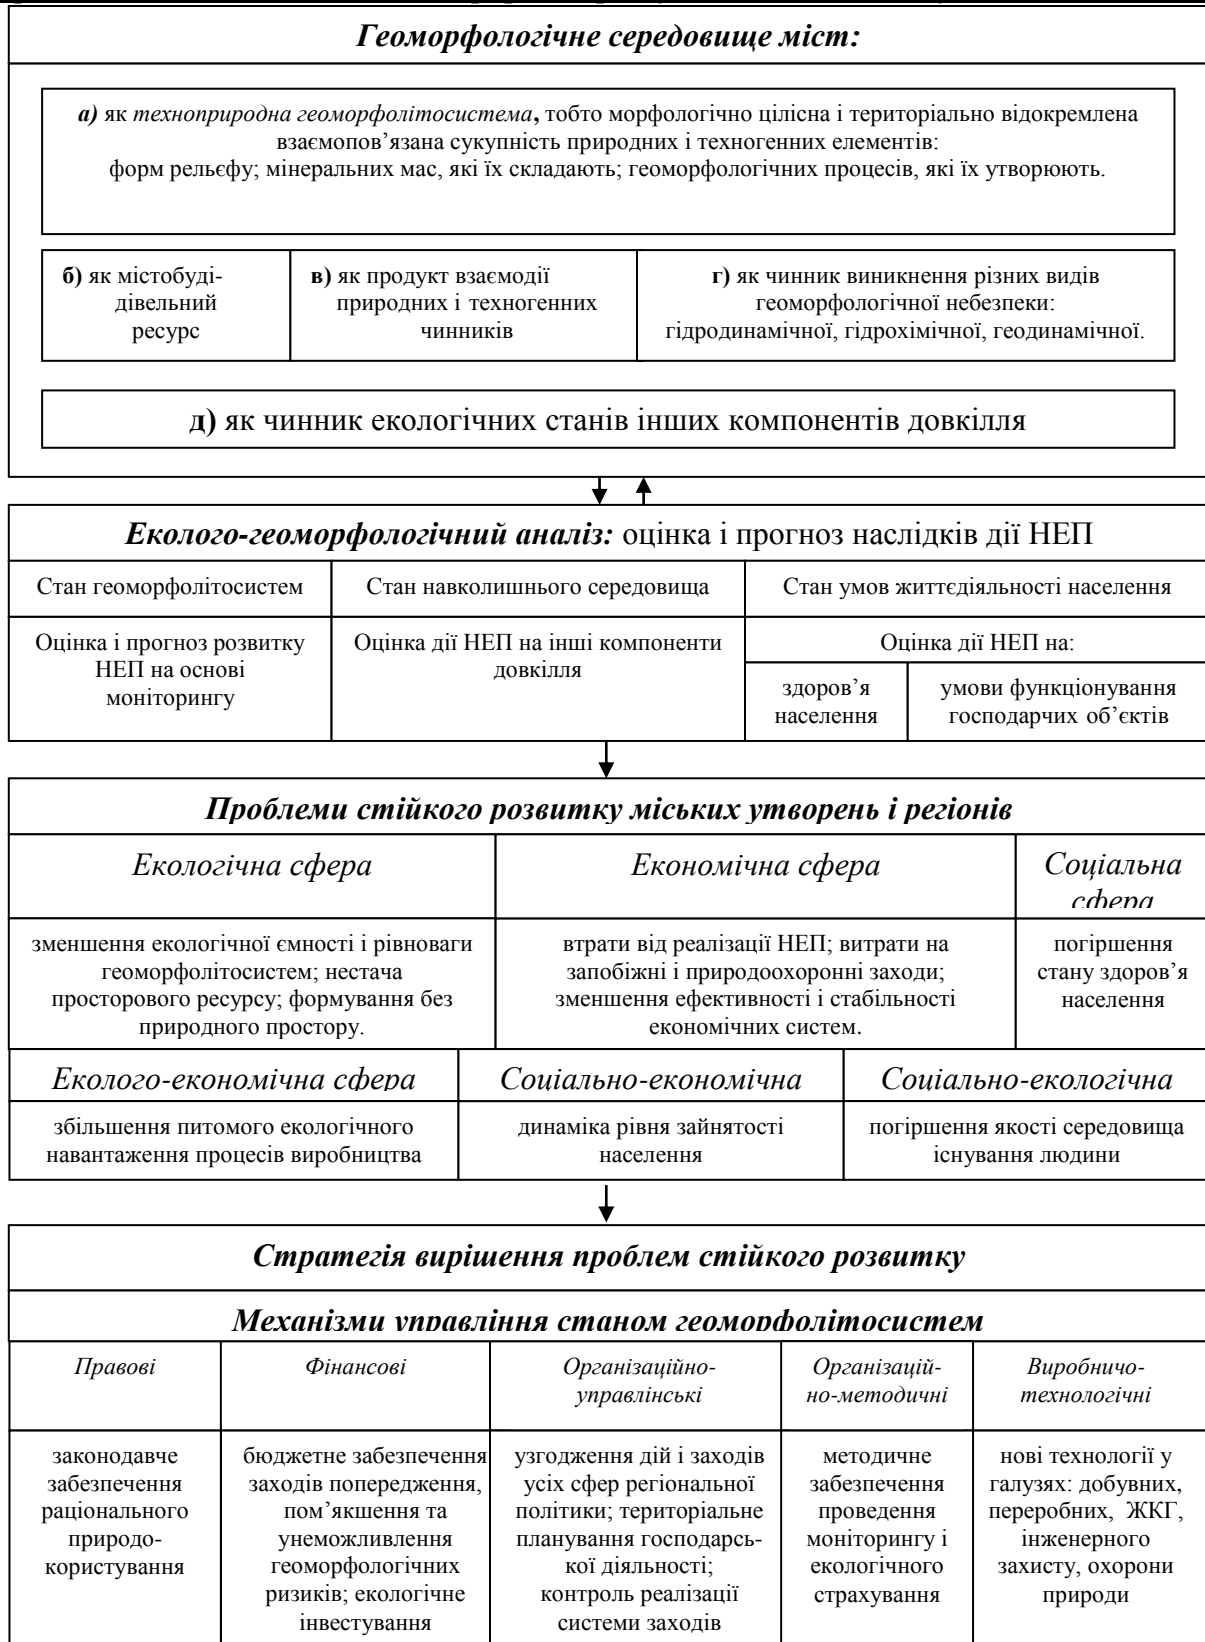 Геоморфологічне середовище міст:
а) як техноприродна геоморфолітосистема, тобто морфологічно цілісна і територіально відокремлена
взаємопов’язана сукупність природних і техногенних елементів:
форм рельєфу; мінеральних мас, які їх складають; геоморфологічних процесів, які їх утворюють.
б) як містобуді-
дівельний
ресурс
в) як продукт взаємодії
природних і техногенних
чинників
г) як чинник виникнення різних видів
геоморфологічної небезпеки:
гідродинамічної, гідрохімічної, геодинамічної.
д) як чинник екологічних станів інших компонентів довкілля
Еколого-геоморфологічний аналіз: оцінка і прогноз наслідків дії НЕП
Стан геоморфолітосистем
Стан навколишнього середовища
Стан умов життєдіяльності населення
Оцінка і прогноз розвитку
НЕП на основі
моніторингу
Оцінка дії НЕП на інші компоненти
довкілля
Оцінка дії НЕП на:
здоров’я
населення
умови функціонування
господарчих об’єктів
Проблеми стійкого розвитку міських утворень і регіонів
Екологічна сфера
Економічна сфера
Соціальна
сфера
зменшення екологічної ємності і рівноваги
геоморфолітосистем; нестача
просторового ресурсу; формування без
природного простору.
втрати від реалізації НЕП; витрати на
запобіжні і природоохоронні заходи;
зменшення ефективності і стабільності
економічних систем.
погіршення
стану здоров’я
населення
Еколого-економічна сфера
Соціально-економічна
Соціально-екологічна
збільшення питомого екологічного
навантаження процесів виробництва
динаміка рівня зайнятості
населення
погіршення якості середовища
існування людини
Стратегія вирішення проблем стійкого розвитку
Механізми управління станом геоморфолітосистем
Правові
Фінансові
Організаційно-
управлінські
Організацій-
но-методичні
Виробничо-
технологічні
законодавче
забезпечення
раціонального
природо-
користування
бюджетне забезпечення
заходів попередження,
пом’якшення та
унеможливлення
геоморфологічних
ризиків; екологічне
інвестування
узгодження дій і заходів
усіх сфер регіональної
політики; територіальне
планування господарсь-
кої діяльності;
контроль реалізації
системи заходів
методичне
забезпечення
проведення
моніторингу і
екологічного
страхування
нові технології у
галузях: добувних,
переробних, ЖКГ,
інженерного
захисту, охорони
природи